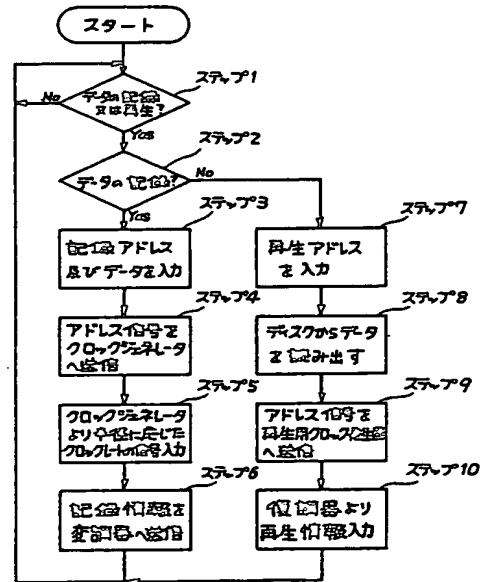 スタート
ステップ1
データの記録
又は再生?
No
Yes
ステップ2
データの記録?
No
Yes
ステップ3
記録アドレス
及びデータを入力
ステップ7
再生アドレス
を入力
ステップ4
アドレス信号を
クロックジェネレータ
へ送信
ステップ8
ディスクからデータ
を読み出す
ステップ5
クロックジェネレータ
より半径に応じた
クロックレートの信号入力
ステップ9
アドレス信号を
再生用クロック発生器
へ送信
ステップ6
記録情報を
変調器へ送信
ステップ10
復調器より
再生情報入力